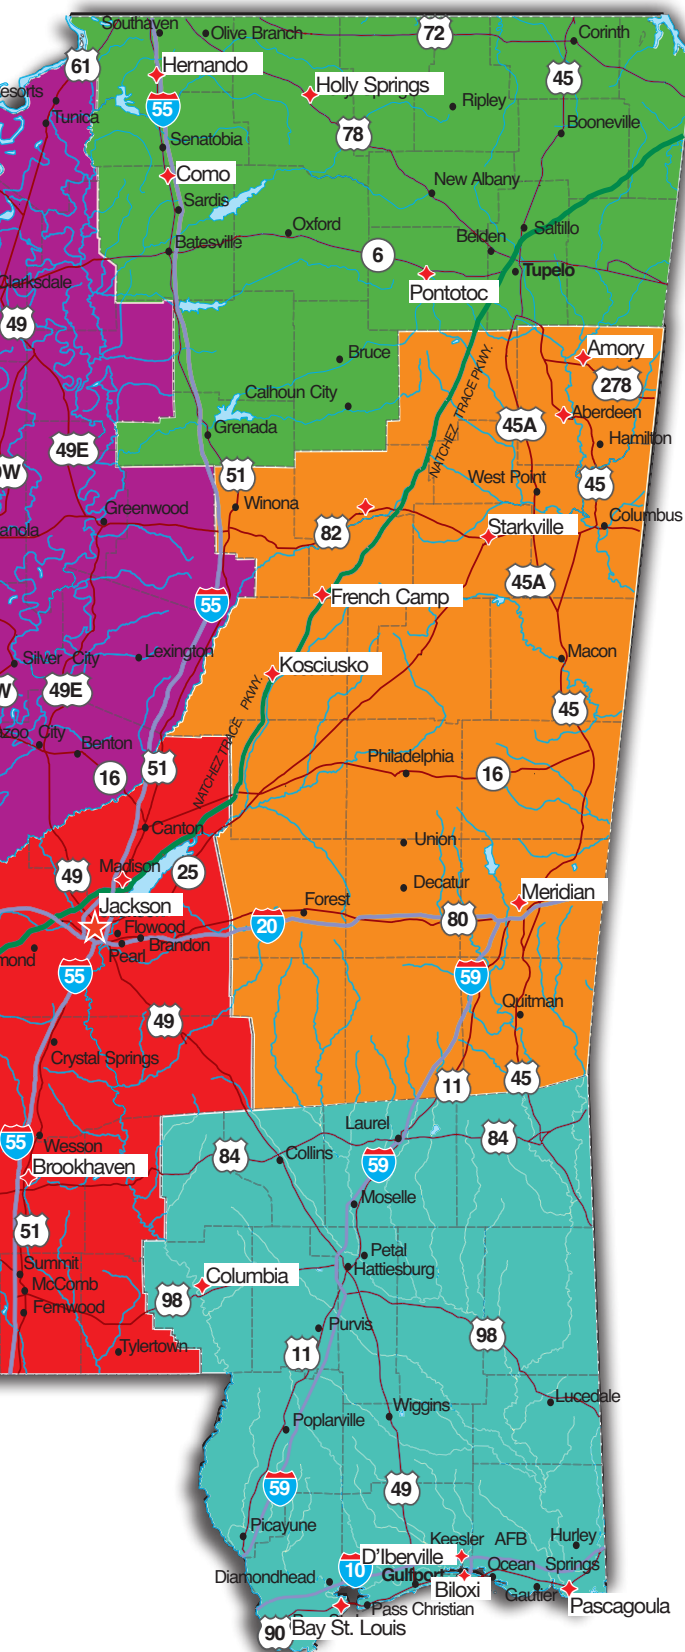 Southaven
Olive Branch
72
Corinth
61
Hernando
45
Holly Springs
esorts
Tunica
55
Ripley
Booneville
78
Senatobia
Como
New Albany
Sardis
Oxford
Saltillo
Batesville
Belden
6
Tupelo
Clarksdale
Pontotoc
49
Amory
Bruce
278
Calhoun City
Aberdeen
45A
Grenada
Hamilton
49E
W
51
West Point
45
NATCHEZ TRACE PKWY.
Greenwood
Winona
Columbus
anola
82
Starkville
45A
55
French Camp
Silver City
Lexington
Macon
Kosciusko
W
49E
45
NATCHEZ TRACE PKWY.
zoo City
Benton
51
16
Philadelphia
16
Canton
Union
Madison
25
49
Decatur
Meridian
Jackson
Forest
80
20
Flowood
Brandon
Pearl
mond
55
59
Quitman
49
Crystal Springs
45
11
Laurel
84
55
Wesson
84
Collins
59
Brookhaven
Moselle
51
Petal
Summit
Hattiesburg
Columbia
McComb
98
Fernwood
Purvis
98
Tylertown
11
Lucedale
Wiggins
Poplarville
59
49
Picayune
Keesler AFB
Hurley
D'Iberville
Ocean Springs
10
Gulfport
Diamondhead
Biloxi
Gautier
Pascagoula
Pass Christian
90
Bay St. Louis